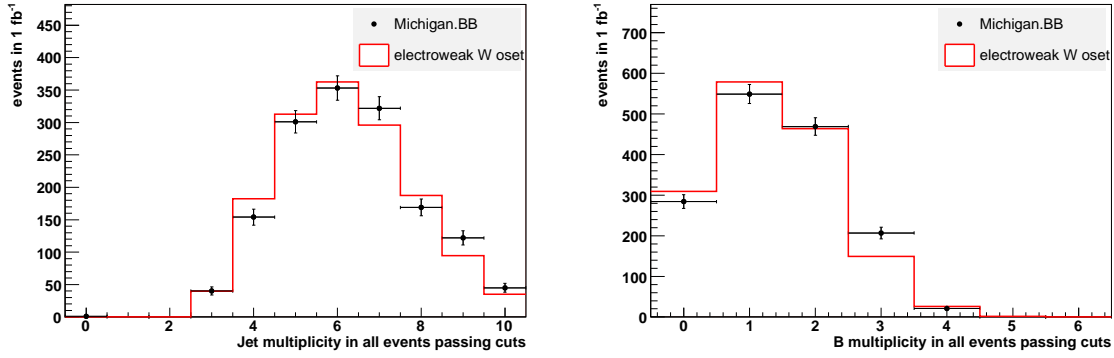 events in 1 fb-1
450
400
350
300
250
200
150
100
50
0
0 2 4 6 8 10
Jet multiplicity in all events passing cuts
Michigan.BB
electroweak W oset
events in 1 fb-1
700
600
500
400
300
200
100
0
0 1 2 3 4 5 6
B multiplicity in all events passing cuts
Michigan.BB
electroweak W oset